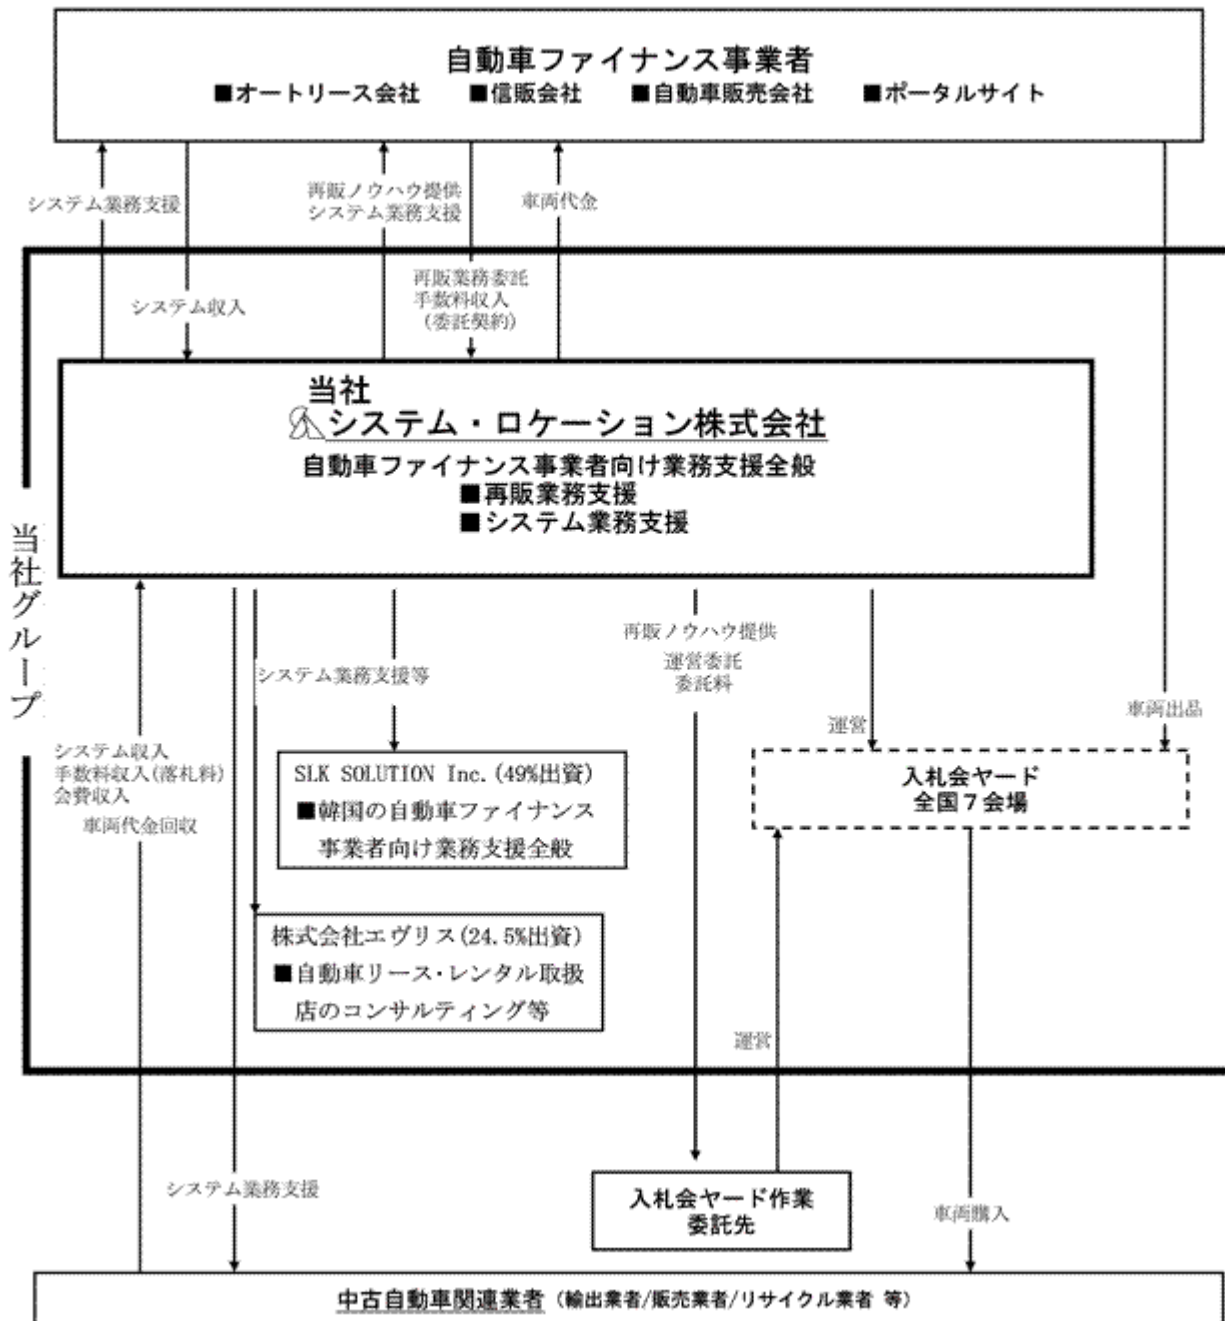 自動車ファイナンス事業者
■オートリース会社 ■信販会社 ■自動車販売会社 ■ポータルサイト
システム業務支援
再販ノウハウ提供
システム業務支援
車両代金
システム収入
再販業務委託
手数料収入
(委託契約)
当社
システム・ロケーション株式会社
自動車ファイナンス事業者向け業務支援全般
■再販業務支援
■システム業務支援
当社グループ
システム業務支援等
再販ノウハウ提供
運営委託
委託料
運営
車両出品
システム収入
手数料収入(落札料)
会費収入
車両代金回収
SLK SOLUTION Inc.(49%出資)
■韓国の自動車ファイナンス
事業者向け業務支援全般
入札会ヤード
全国7会場
株式会社エヴリス(24.5%出資)
■自動車リース・レンタル取扱
店のコンサルティング等
運営
システム業務支援
入札会ヤード作業
委託先
車両購入
中古自動車関連業者 (輸出業者/販売業者/リサイクル業者 等)